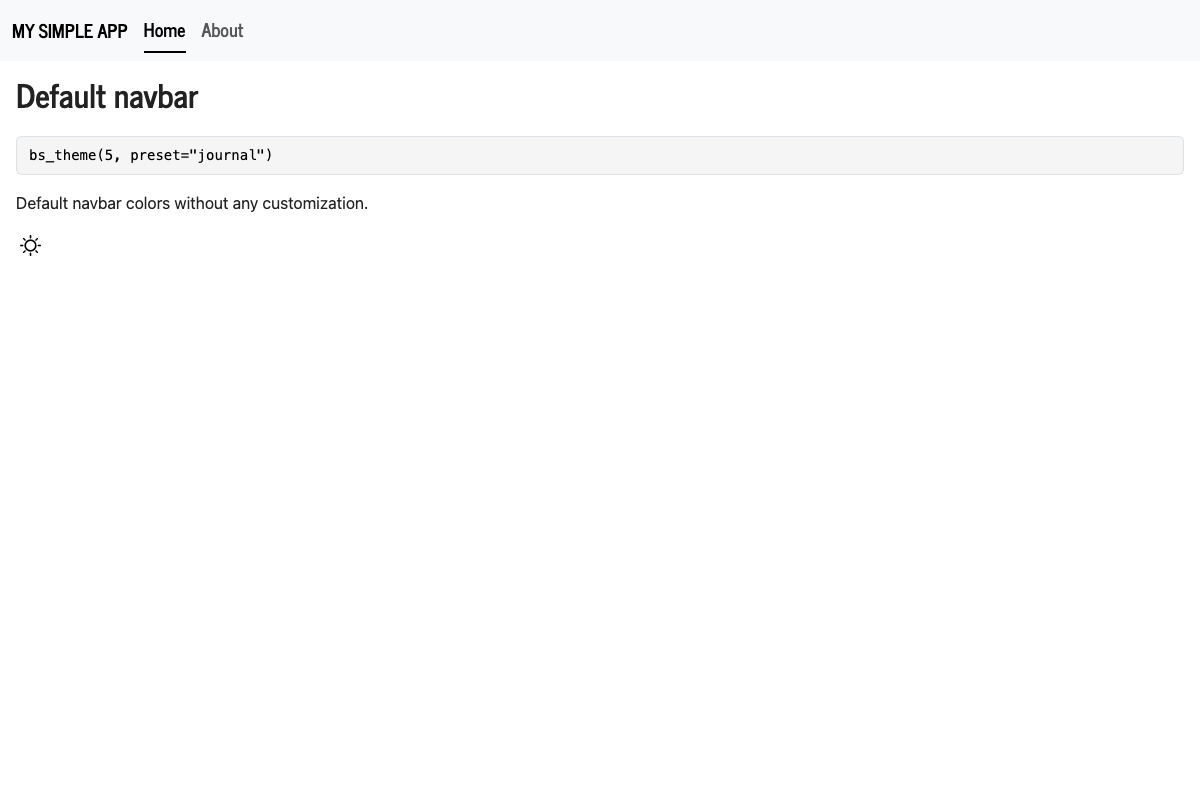 MY SIMPLE APP Home About
Default navbar
bs_theme(5, preset="journal")
Default navbar colors without any customization.